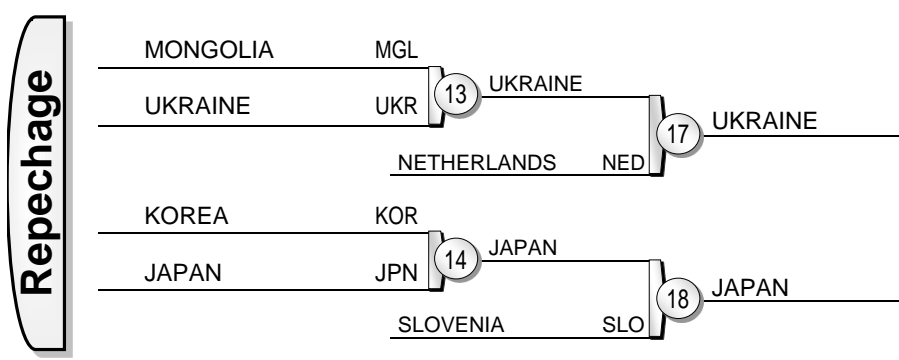 Repechage
MONGOLIA MGL
13 UKRAINE
UKRAINE UKR
17 UKRAINE
NETHERLANDS NED
KOREA KOR
14 JAPAN
JAPAN JPN
18 JAPAN
SLOVENIA SLO